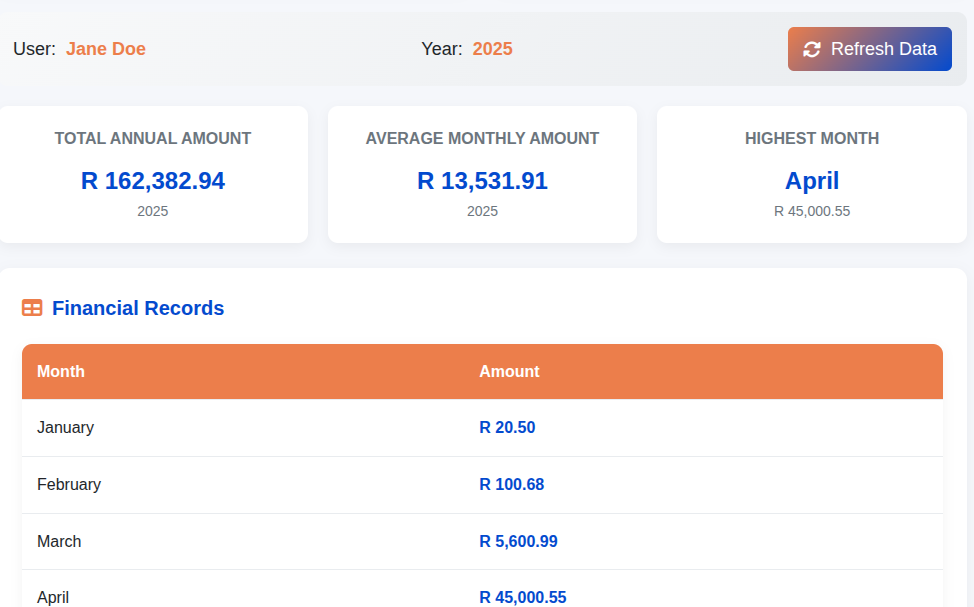 User: Jane Doe
Year: 2025
Refresh Data
TOTAL ANNUAL AMOUNT
R 162,382.94
2025
AVERAGE MONTHLY AMOUNT
R 13,531.91
2025
HIGHEST MONTH
April
R 45,000.55
Financial Records
Month Amount
January R 20.50
February R 100.68
March R 5,600.99
April R 45,000.55